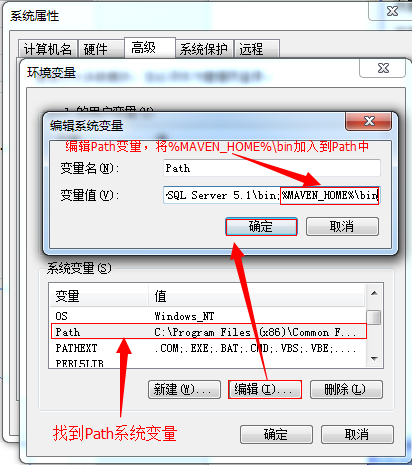 系统属性
计算机名 硬件 高级 系统保护 远程
环境变量
的用户变量(U)
编辑系统变量
编辑Path变量，将%MAVEN_HOME%\bin加入到Path中
变量名(N): Path
变量值(V): SQL Server 5.1\bin;%MAVEN_HOME%\bin
确定 取消
系统变量(S)
变量 值
OS Windows_NT
Path C:\Program Files (x86)\Common F...
PATHEXT .COM;.EXE;.BAT;.CMD;.VBS;.VBE;....
PERL5LIB
新建(W)... 编辑(I)... 删除(L)
找到Path系统变量
确定 取消